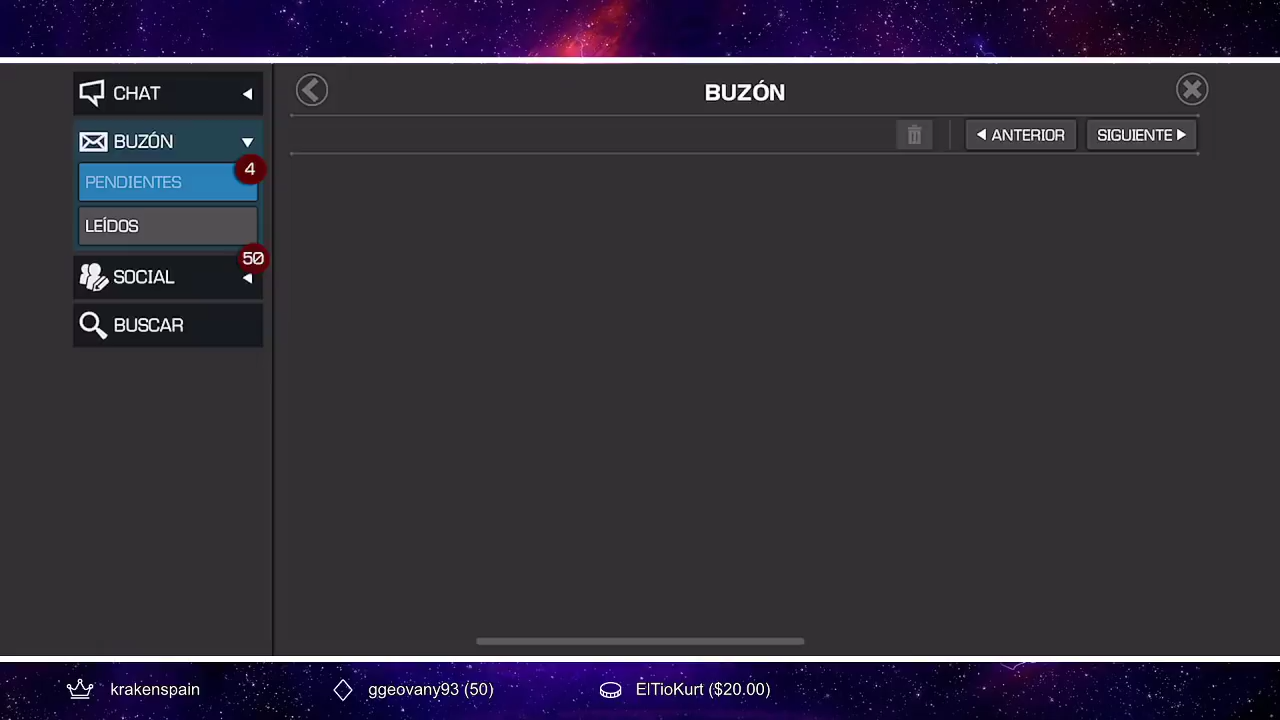 CHAT
BUZÓN
4
PENDIENTES
LEÍDOS
50
SOCIAL
BUSCAR
BUZÓN
ANTERIOR
SIGUIENTE
krakenspain
ggeovany93 (50)
ElTioKurt ($20.00)